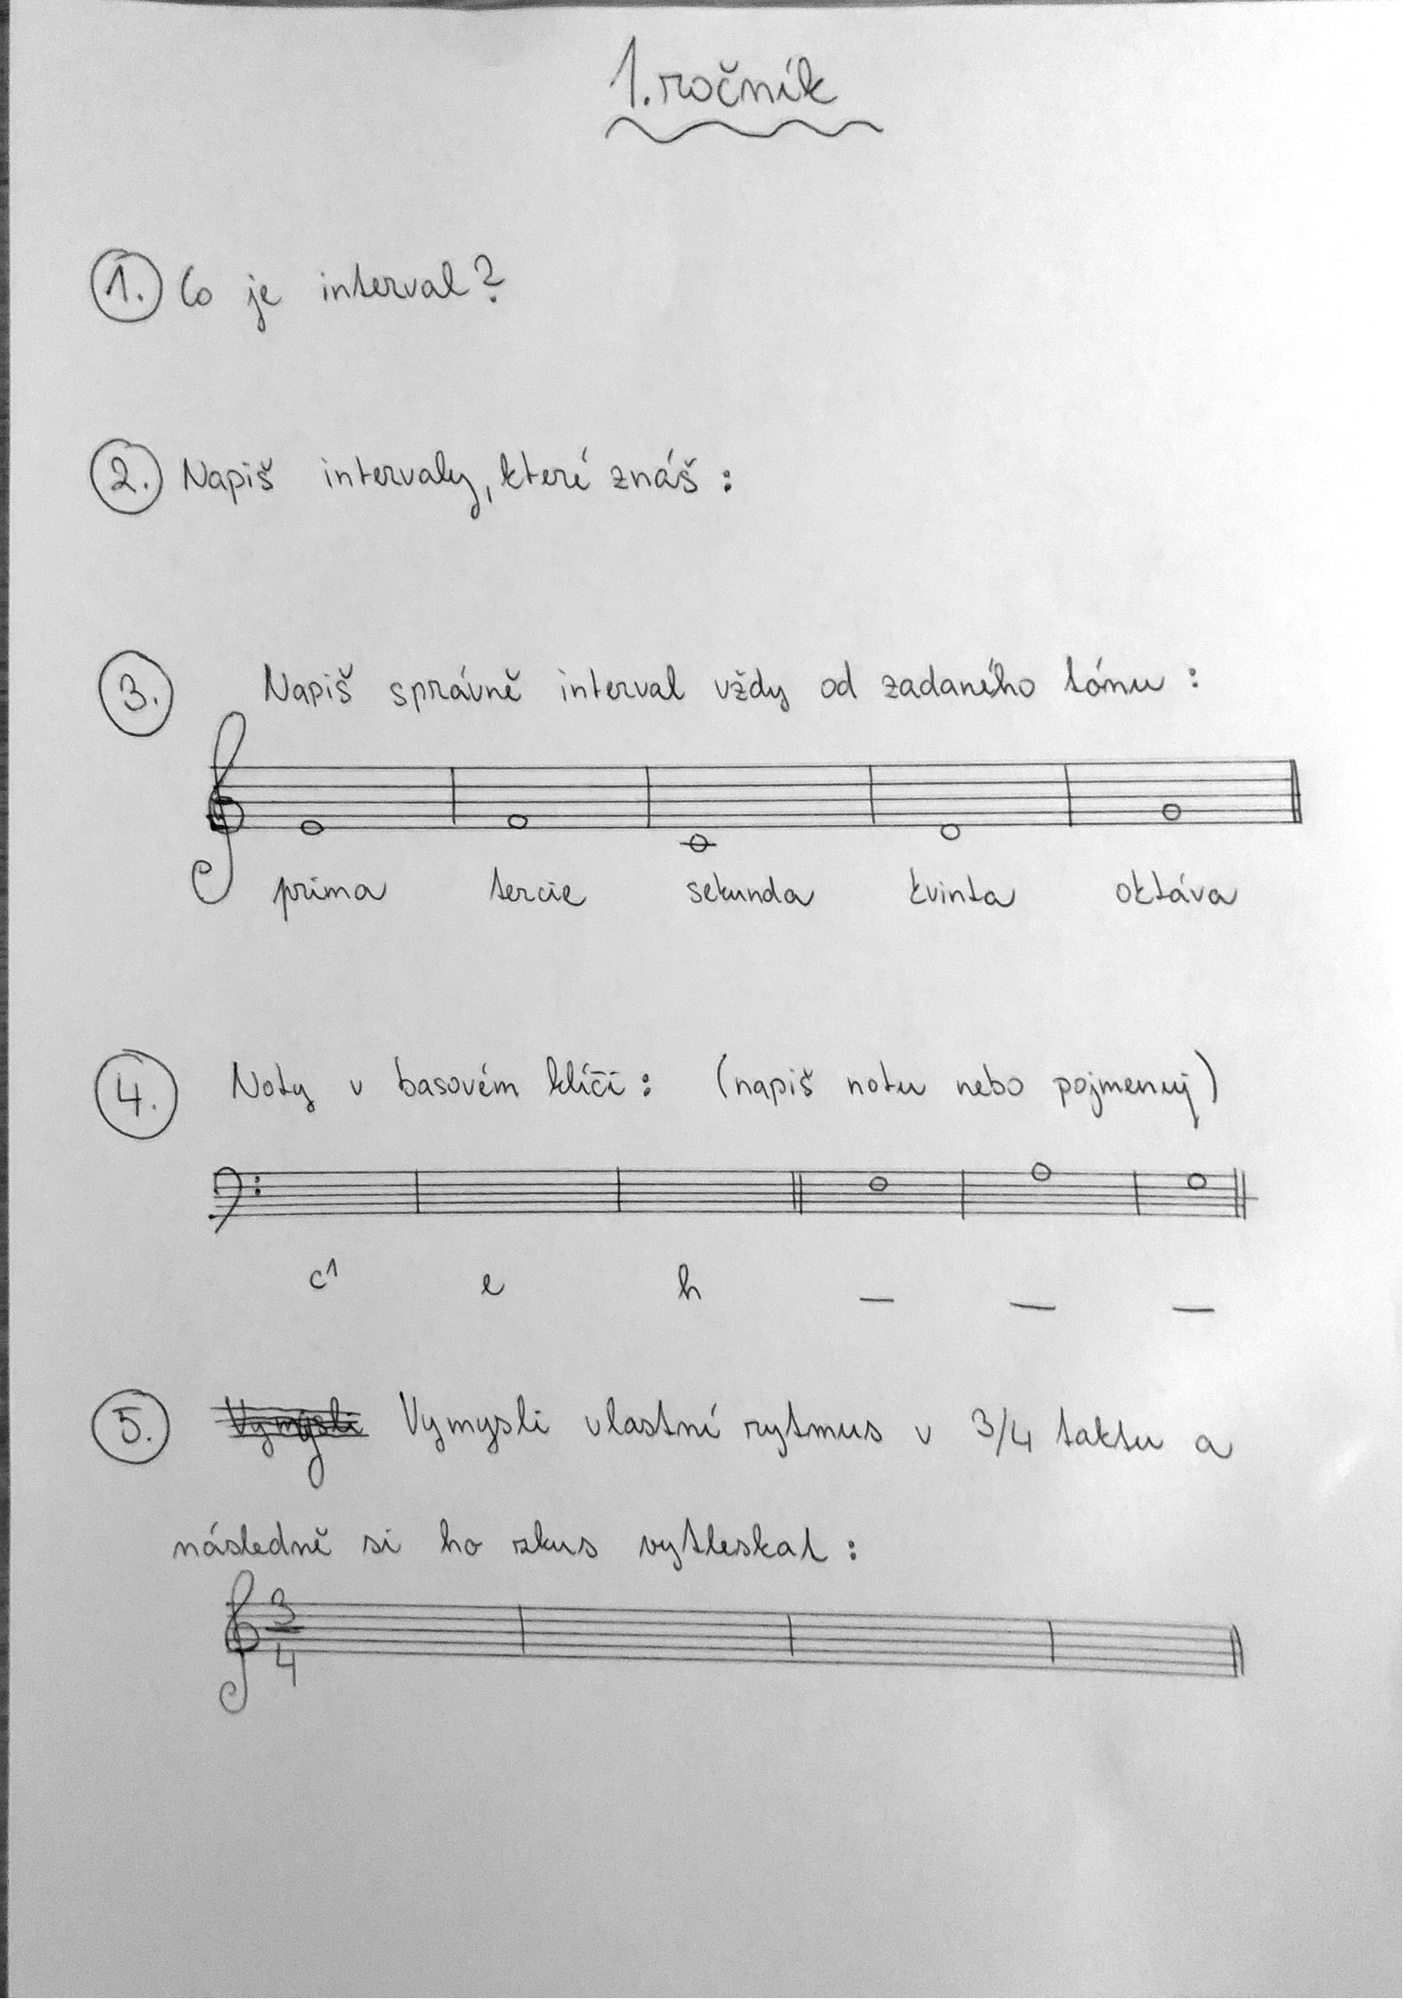 1. ročník
1. Co je interval?
2. Napiš intervaly, které znáš:
3. Napiš správně interval vždy od zadaného tónu:
prima tercie sekunda kvinta oktáva
4. Noty v basovém klíči: (napiš notu nebo pojmenuj)
c¹ e h _ _ _
5. Vymysli Vymysli vlastní rytmus v 3/4 taktu a
následně si ho zkus vytleskat:
3
4